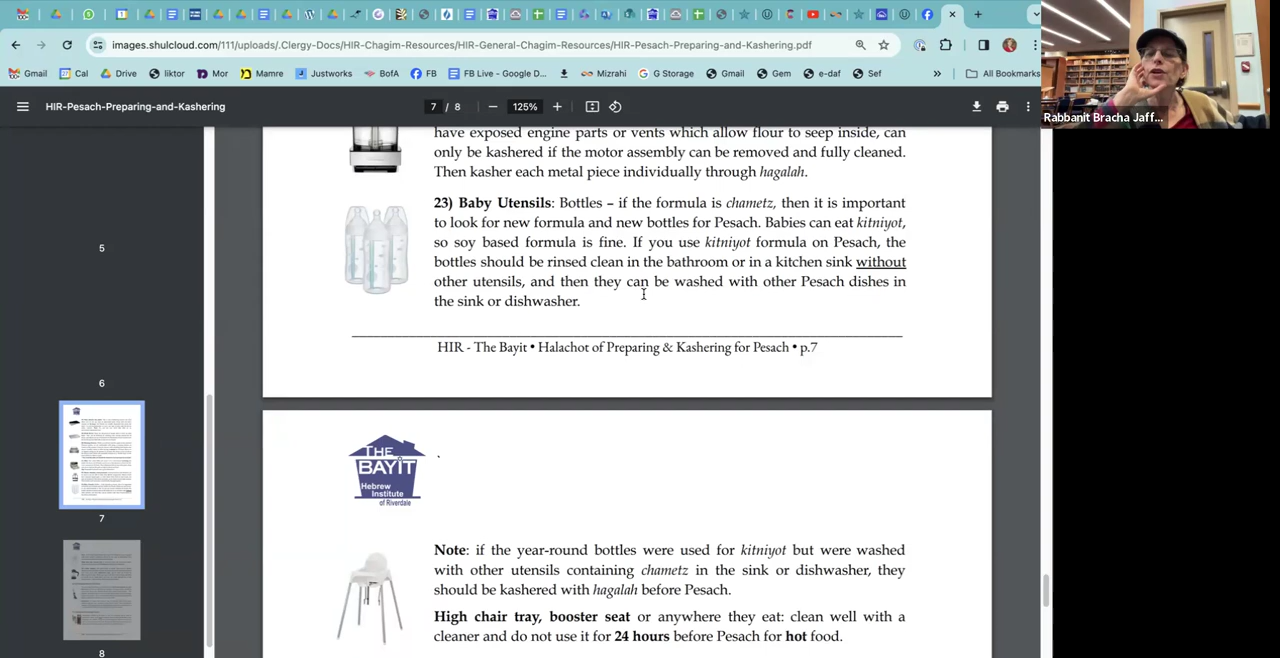 images.shulcloud.com/111/uploads/.Clergy-Docs/HIR-Chagim-Resources/HIR-General-Chagim-Resources/HIR-Pesach-Preparing-and-Kashering.pdf
Gmail Cal Drive liktor Mor Mamre Justworks BofA FB FB Live - Google D... Mizrahi G Storage Gmail Gem e-daf Sef » All Bookmarks
HIR-Pesach-Preparing-and-Kashering
7 / 8
125%
Rabbanit Bracha Jaff...
have exposed engine parts or vents which allow flour to seep inside, can
only be kashered if the motor assembly can be removed and fully cleaned.
Then kasher each metal piece individually through hagalah.
23) Baby Utensils: Bottles – if the formula is chametz, then it is important
to look for new formula and new bottles for Pesach. Babies can eat kitniyot,
so soy based formula is fine. If you use kitniyot formula on Pesach, the
bottles should be rinsed clean in the bathroom or in a kitchen sink without
other utensils, and then they can be washed with other Pesach dishes in
the sink or dishwasher.
HIR - The Bayit • Halachot of Preparing & Kashering for Pesach • p.7
THE
BAYIT
Hebrew
Institute
of Riverdale
Note: if the year-round bottles were used for kitniyot but were washed
with other utensils containing chametz in the sink or dishwasher, they
should be kashered with hagalah before Pesach.
High chair tray, booster seat or anywhere they eat: clean well with a
cleaner and do not use it for 24 hours before Pesach for hot food.
5
6
7
8